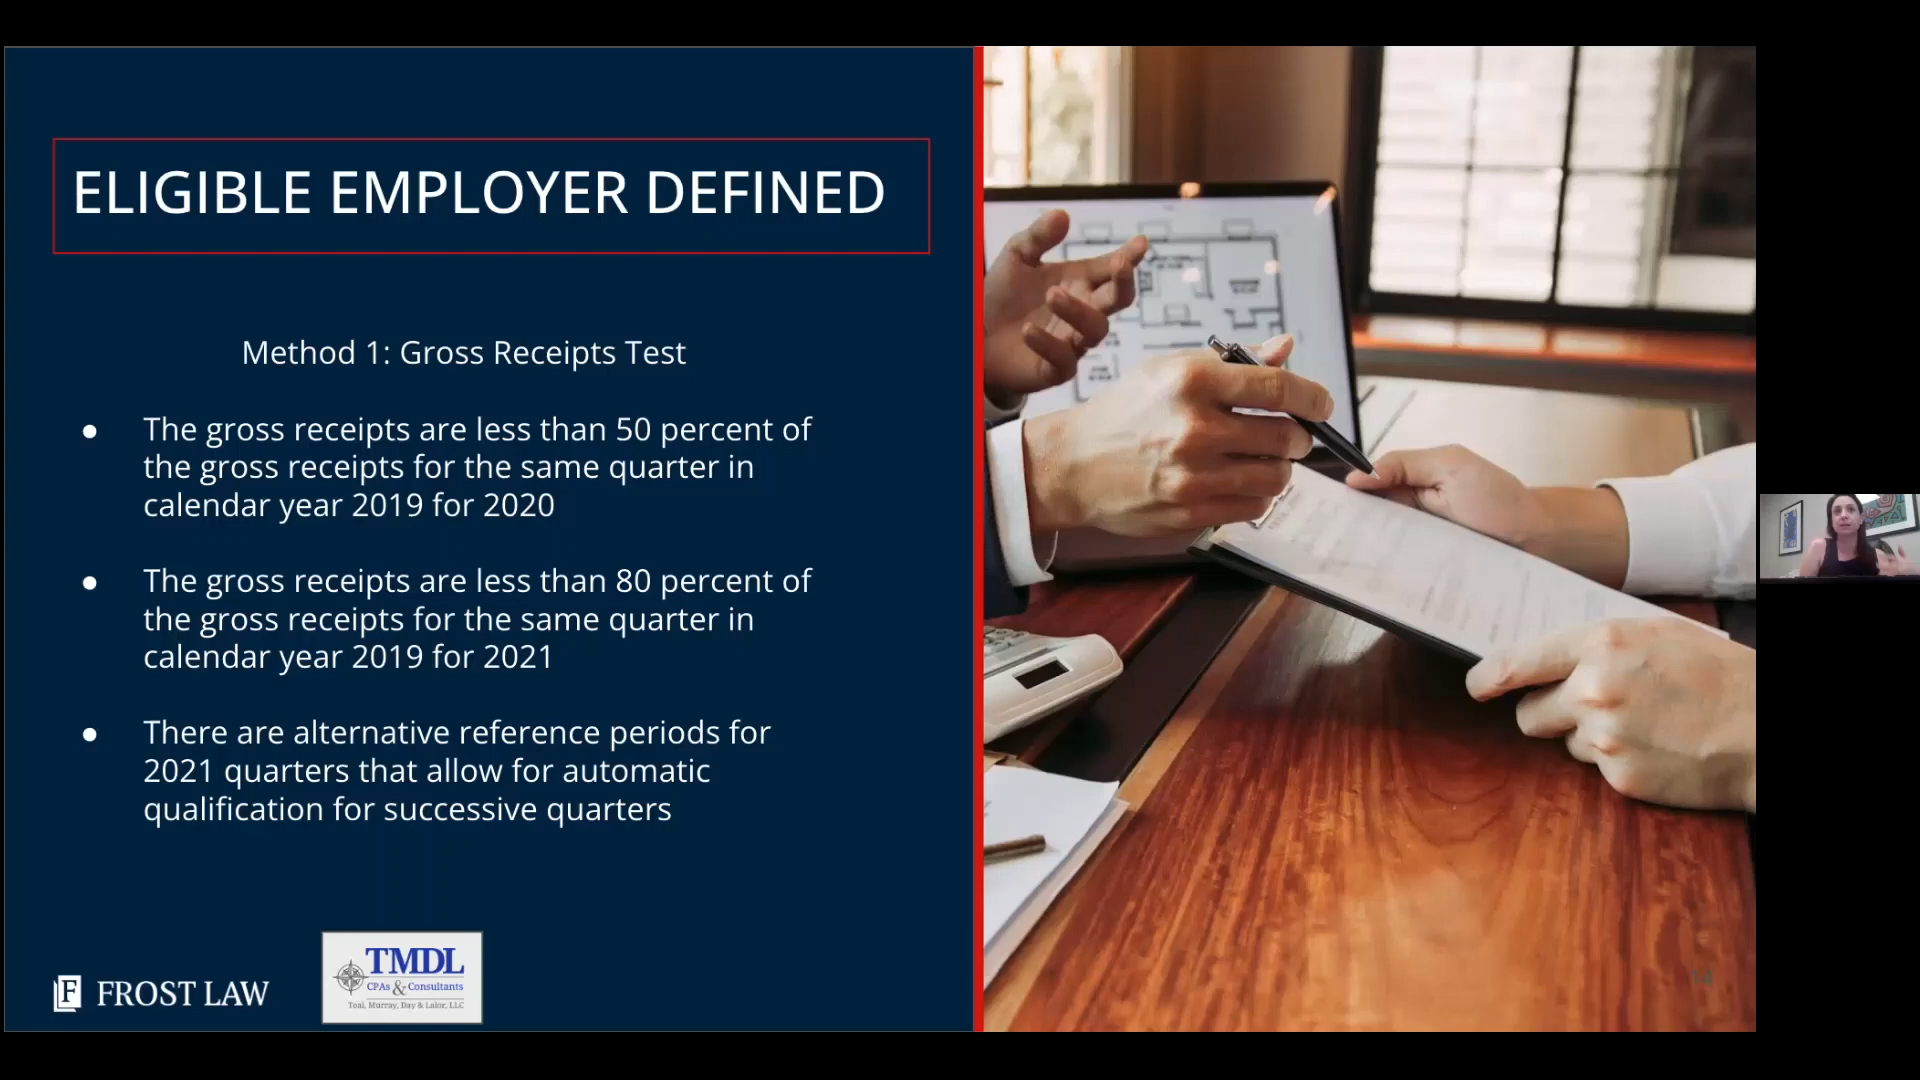 ELIGIBLE EMPLOYER DEFINED
Method 1: Gross Receipts Test
● The gross receipts are less than 50 percent of
the gross receipts for the same quarter in
calendar year 2019 for 2020
● The gross receipts are less than 80 percent of
the gross receipts for the same quarter in
calendar year 2019 for 2021
● There are alternative reference periods for
2021 quarters that allow for automatic
qualification for successive quarters
F FROST LAW
TMDL
CPAs & Consultants
Toal, Murray, Day & Lalor, LLC
14